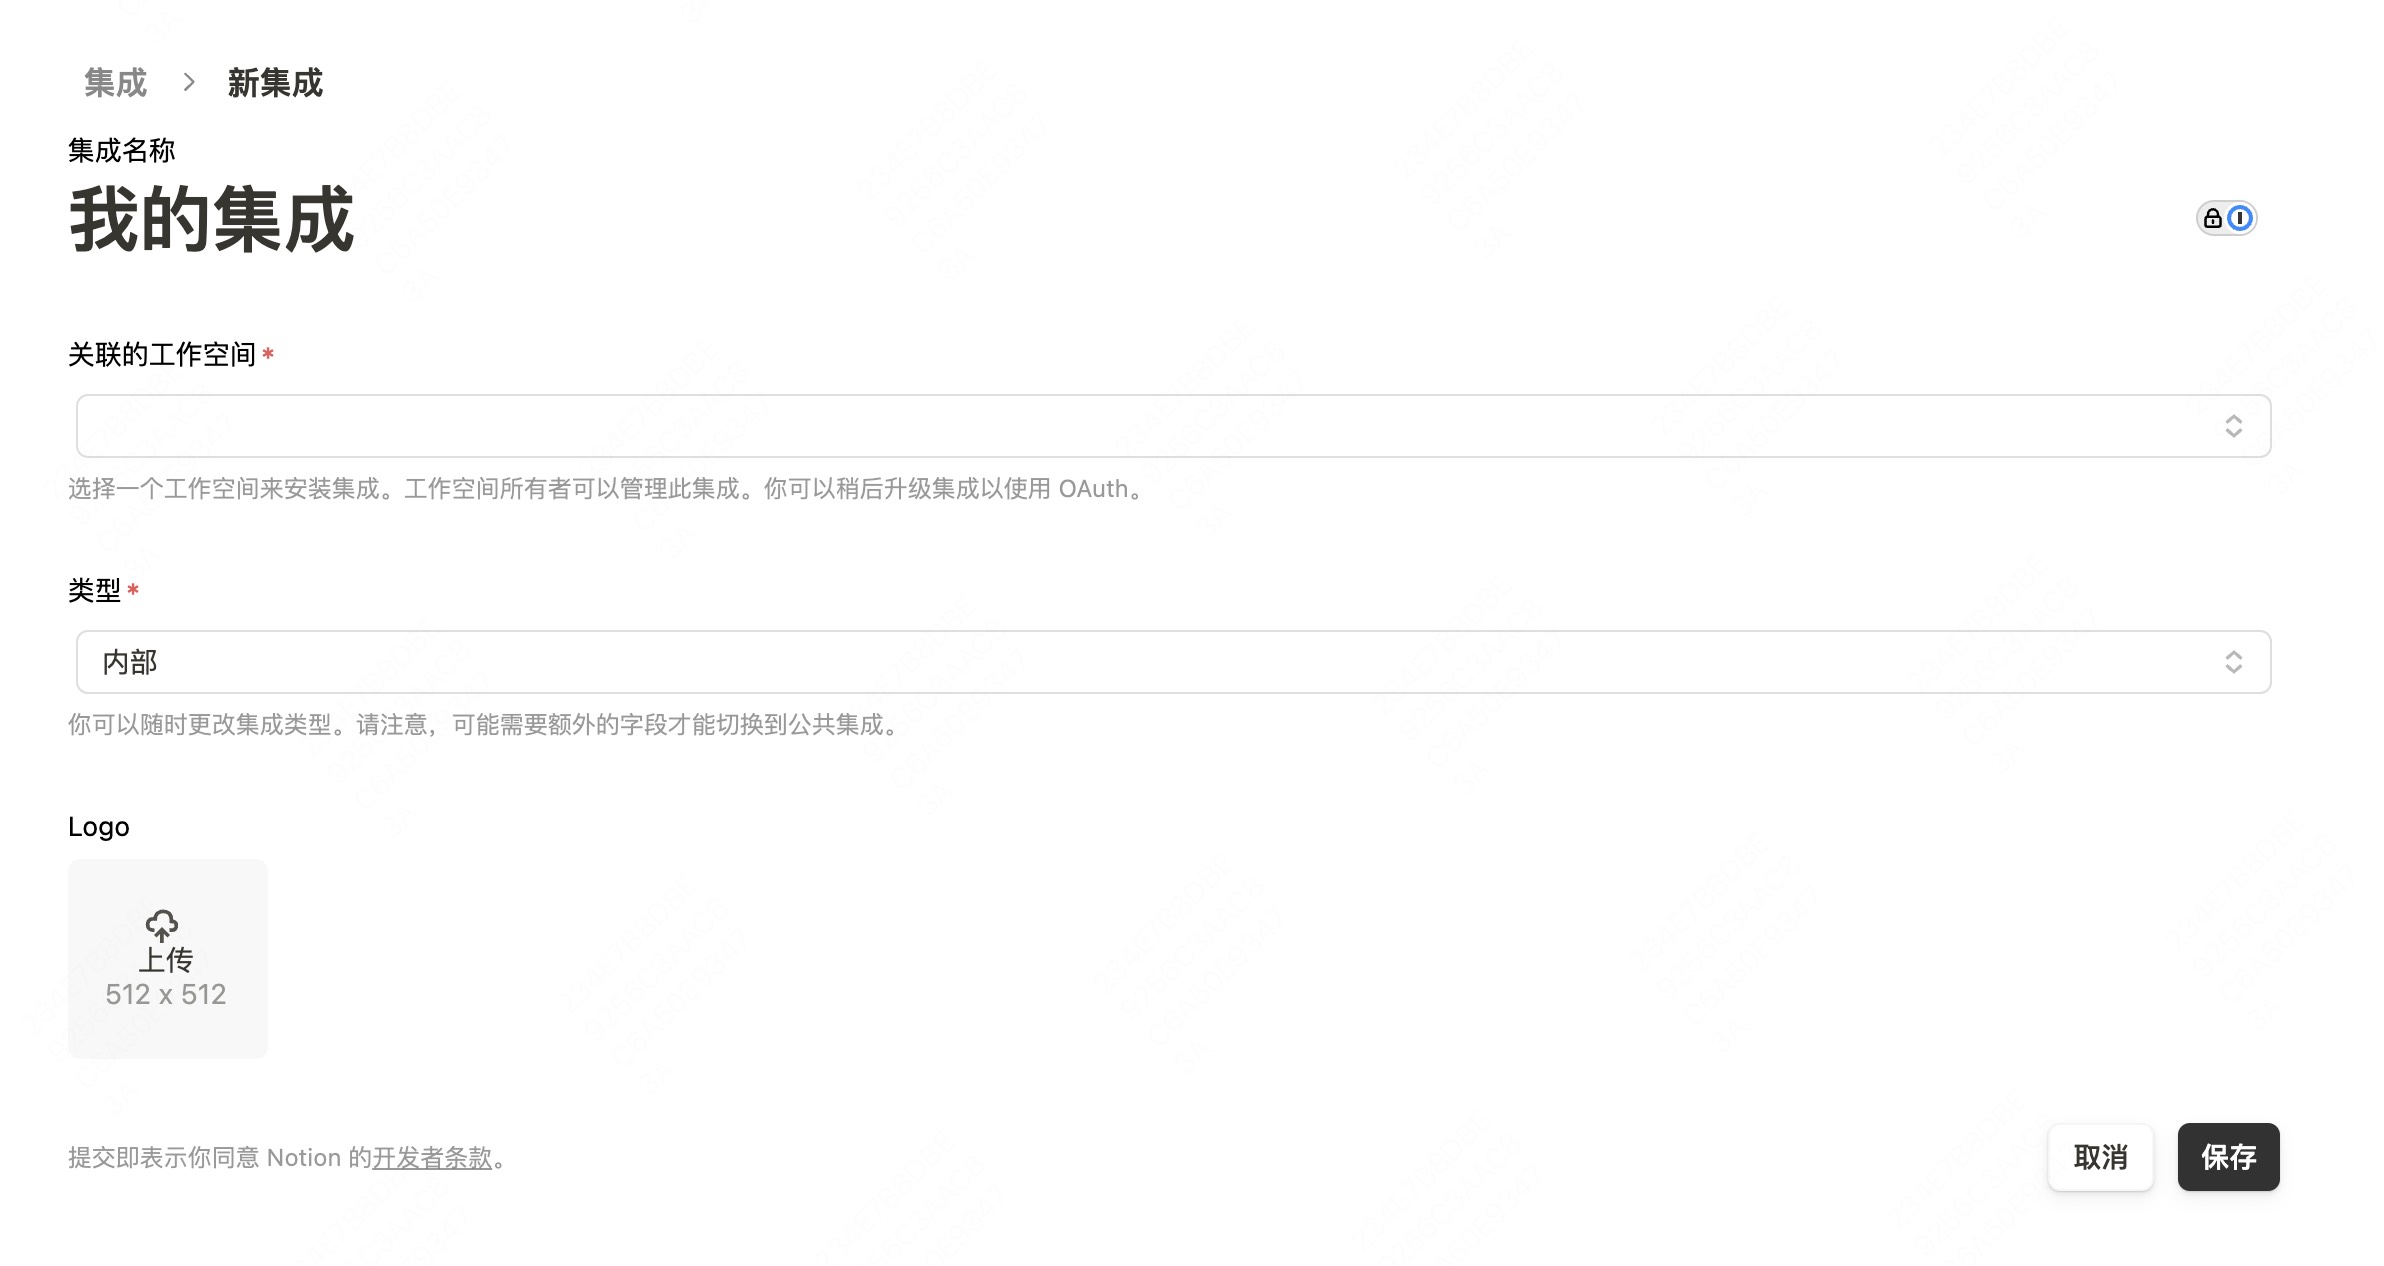 集成 > 新集成
集成名称
我的集成
关联的工作空间*
选择一个工作空间来安装集成。工作空间所有者可以管理此集成。你可以稍后升级集成以使用 OAuth。
类型*
内部
你可以随时更改集成类型。请注意，可能需要额外的字段才能切换到公共集成。
Logo
上传
512 x 512
提交即表示你同意 Notion 的开发者条款。
取消
保存